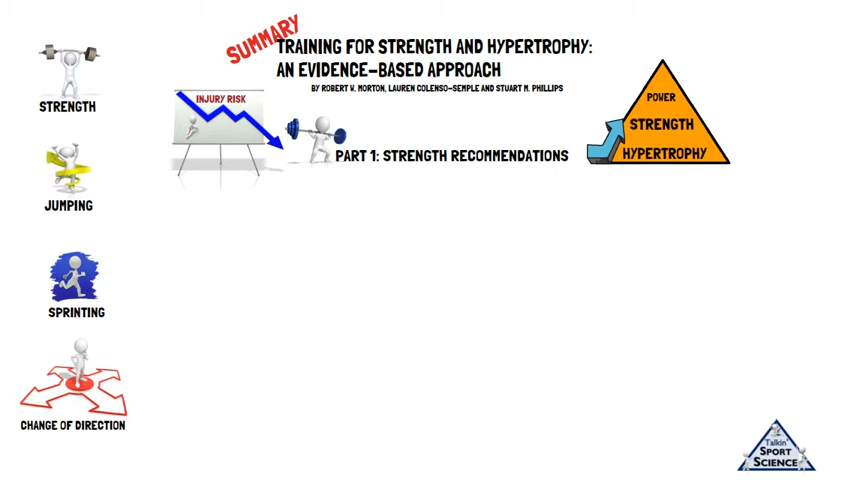 SUMMARY
TRAINING FOR STRENGTH AND HYPERTROPHY:
AN EVIDENCE-BASED APPROACH
BY ROBERT W. MORTON, LAUREN COLENSO-SEMPLE AND STUART M. PHILLIPS
PART 1: STRENGTH RECOMMENDATIONS
INJURY RISK
POWER
STRENGTH
HYPERTROPHY
STRENGTH
JUMPING
SPRINTING
CHANGE OF DIRECTION
Talkin'
SPORT
SCIENCE